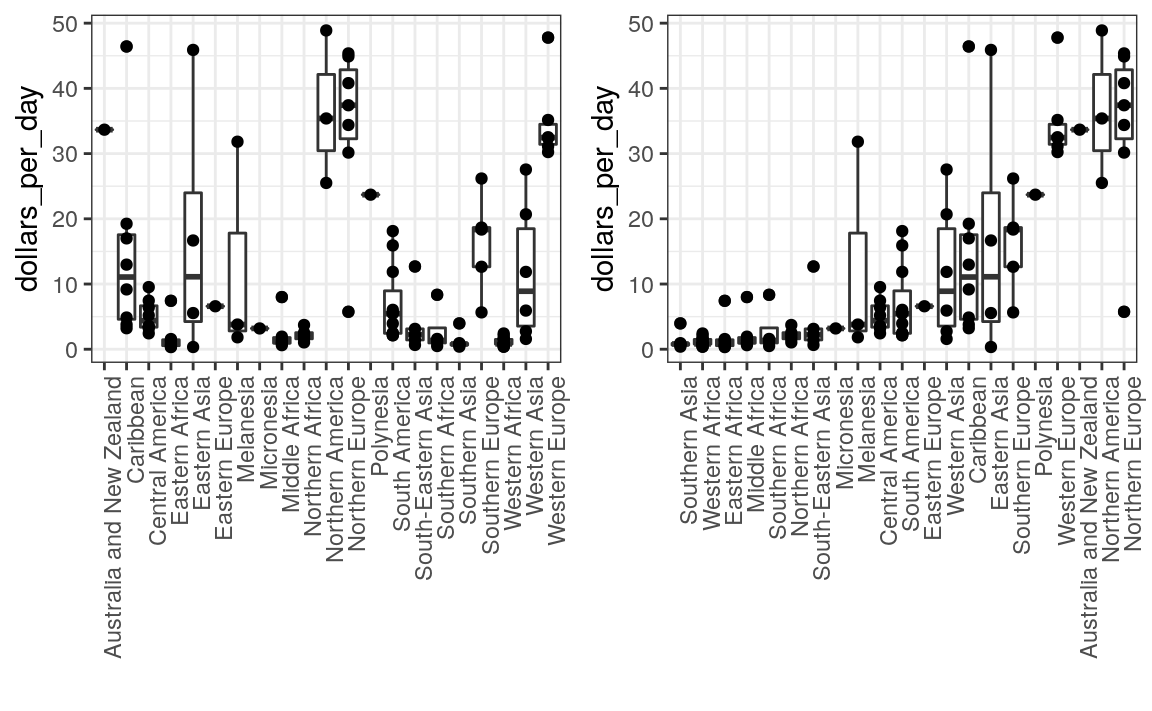 dollars_per_day
50
40
30
20
10
0
Australia and New Zealand
Caribbean
Central America
Eastern Africa
Eastern Asia
Eastern Europe
Melanesia
Micronesia
Middle Africa
Northern Africa
Northern America
Northern Europe
Polynesia
South America
South-Eastern Asia
Southern Africa
Southern Asia
Southern Europe
Western Africa
Western Asia
Western Europe
dollars_per_day
50
40
30
20
10
0
Southern Asia
Western Africa
Eastern Africa
Middle Africa
Southern Africa
Northern Africa
South-Eastern Asia
Micronesia
Melanesia
Central America
South America
Eastern Europe
Western Asia
Caribbean
Eastern Asia
Southern Europe
Polynesia
Western Europe
Australia and New Zealand
Northern America
Northern Europe